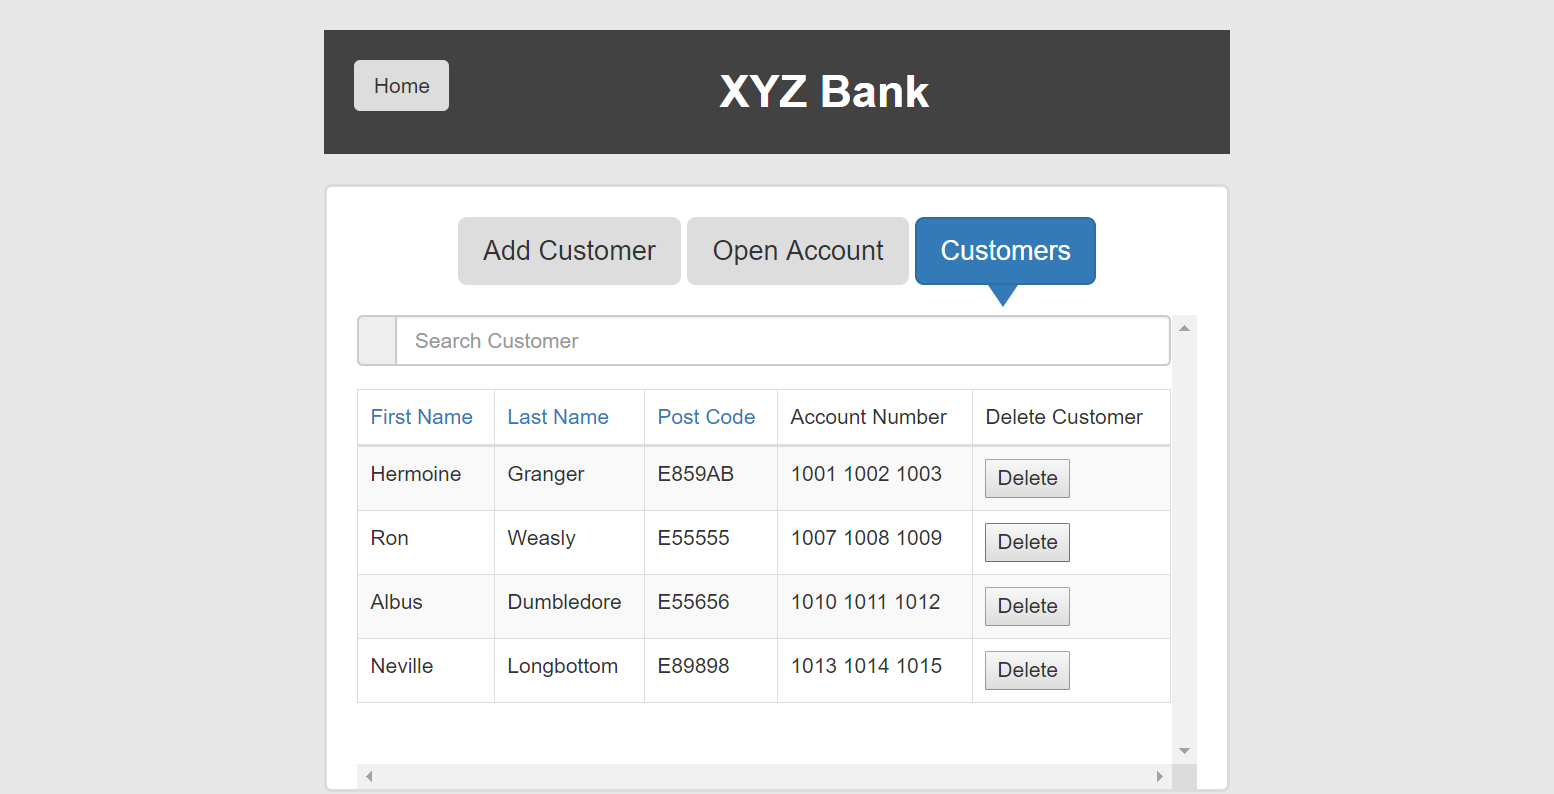 Home
XYZ Bank
Add Customer Open Account Customers
Search Customer
First Name Last Name Post Code Account Number Delete Customer
Hermoine Granger E859AB 1001 1002 1003 Delete
Ron Weasly E55555 1007 1008 1009 Delete
Albus Dumbledore E55656 1010 1011 1012 Delete
Neville Longbottom E89898 1013 1014 1015 Delete